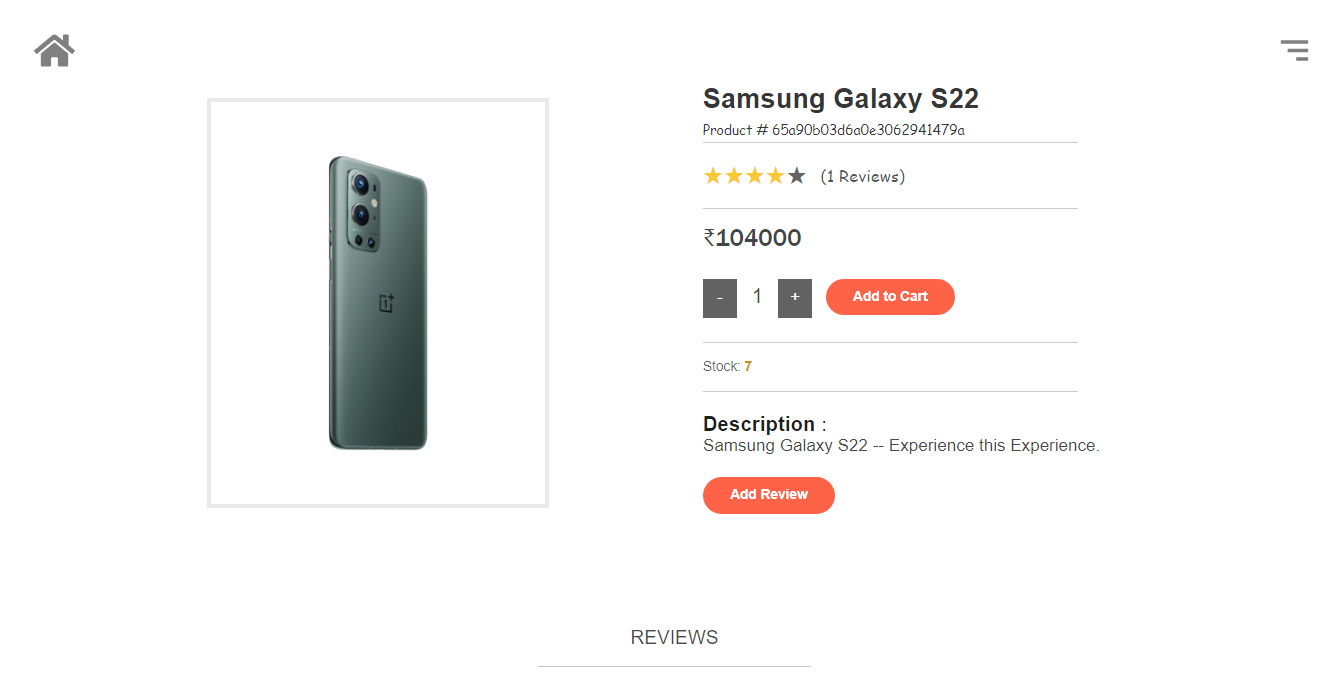 Samsung Galaxy S22
Product # 65a90b03d6a0e3062941479a
(1 Reviews)
₹104000
- 1 + Add to Cart
Stock: 7
Description :
Samsung Galaxy S22 -- Experience this Experience.
Add Review
REVIEWS